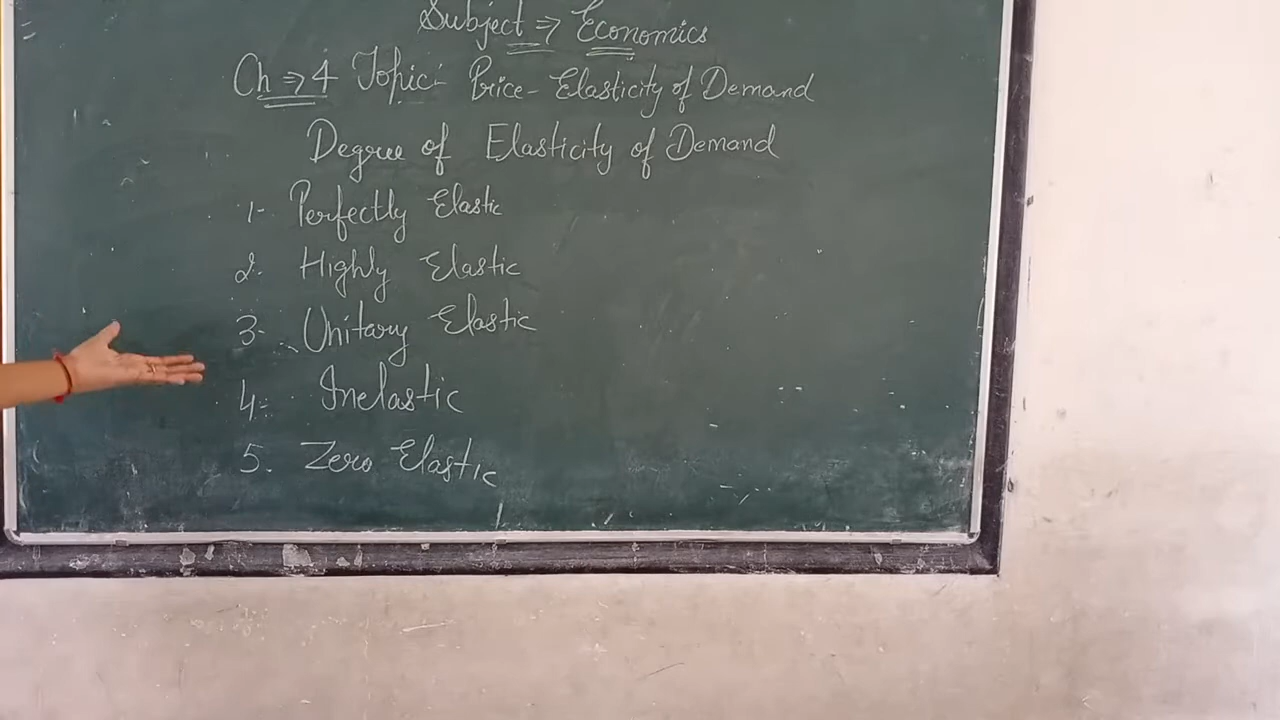 Subject ⇒ Economics
Ch ⇒ 4 Topic:- Price-Elasticity of Demand
Degree of Elasticity of Demand
1- Perfectly Elastic
2. Highly Elastic
3- Unitary Elastic
4- Inelastic
5. Zero Elastic